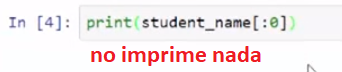 In [4]: print(student_name[:0])
no imprime nada